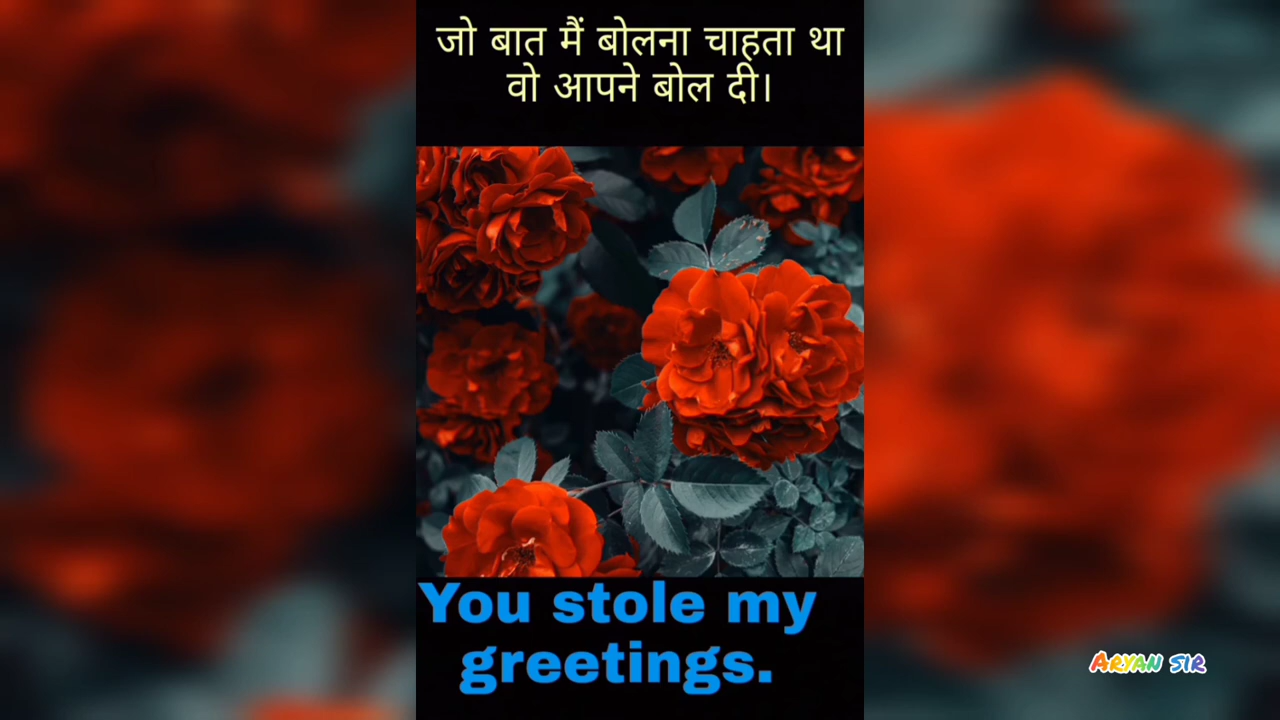 जो बात मैं बोलना चाहता था
वो आपने बोल दी।
You stole my
greetings.
ARYAN SIR